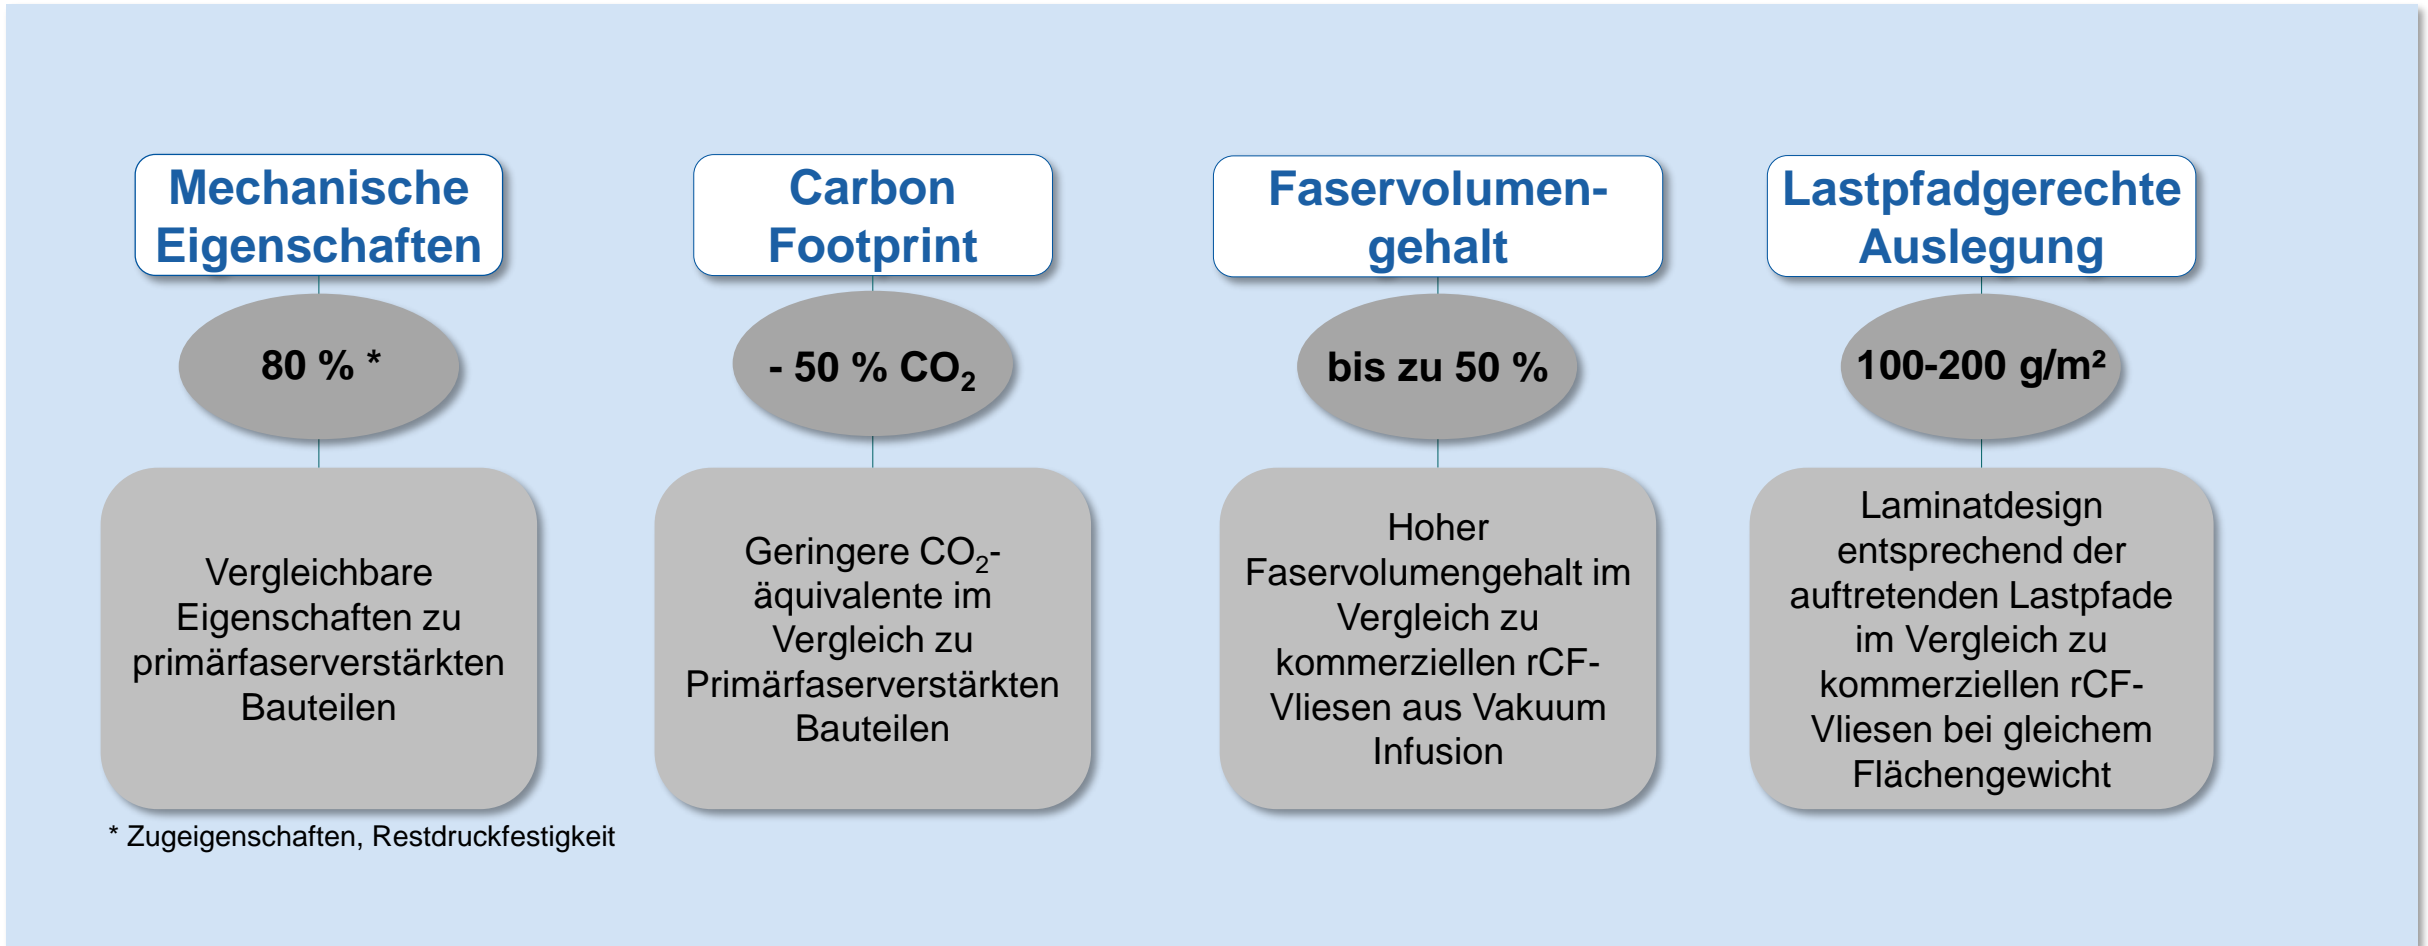 Mechanische
Eigenschaften
80 % *
Vergleichbare
Eigenschaften zu
primärfaserverstärkten
Bauteilen
* Zugeigenschaften, Restdruckfestigkeit
Carbon
Footprint
- 50 % CO₂
Geringere CO₂-
äquivalente im
Vergleich zu
Primärfaserverstärkten
Bauteilen
Faservolumen-
gehalt
bis zu 50 %
Hoher
Faservolumengehalt im
Vergleich zu
kommerziellen rCF-
Vliesen aus Vakuum
Infusion
Lastpfadgerechte
Auslegung
100-200 g/m²
Laminatdesign
entsprechend der
auftretenden Lastpfade
im Vergleich zu
kommerziellen rCF-
Vliesen bei gleichem
Flächengewicht